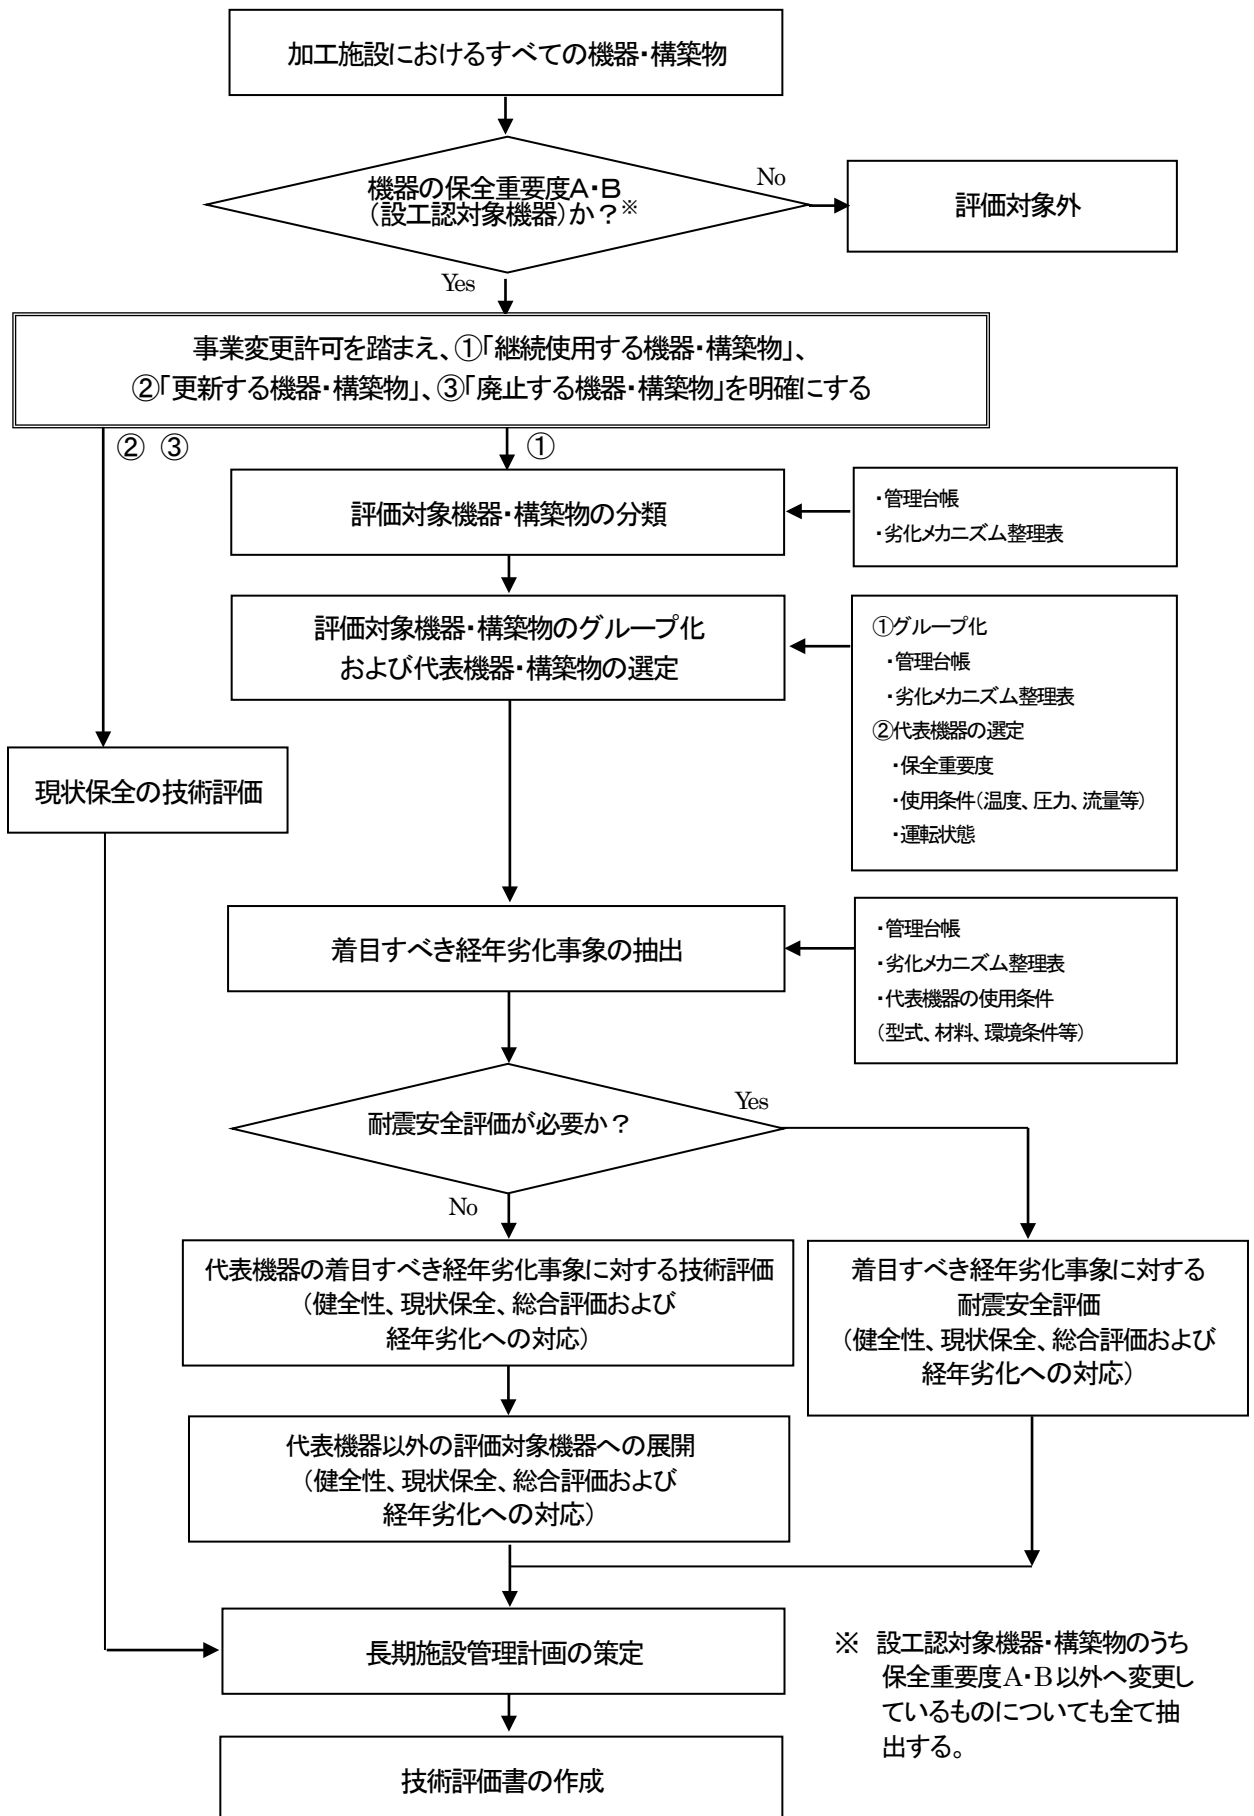 加工施設におけるすべての機器・構築物
機器の保全重要度A・B
（設工認対象機器）か？※
No
評価対象外
Yes
事業変更許可を踏まえ、①「継続使用する機器・構築物」、
②「更新する機器・構築物」、③「廃止する機器・構築物」を明確にする
② ③
①
評価対象機器・構築物の分類
・管理台帳
・劣化メカニズム整理表
評価対象機器・構築物のグループ化
および代表機器・構築物の選定
①グループ化
・管理台帳
・劣化メカニズム整理表
②代表機器の選定
・保全重要度
・使用条件（温度、圧力、流量等）
・運転状態
現状保全の技術評価
着目すべき経年劣化事象の抽出
・管理台帳
・劣化メカニズム整理表
・代表機器の使用条件
（型式、材料、環境条件等）
耐震安全評価が必要か？
Yes
No
代表機器の着目すべき経年劣化事象に対する技術評価
（健全性、現状保全、総合評価および
経年劣化への対応）
着目すべき経年劣化事象に対する
耐震安全評価
（健全性、現状保全、総合評価および
経年劣化への対応）
代表機器以外の評価対象機器への展開
（健全性、現状保全、総合評価および
経年劣化への対応）
長期施設管理計画の策定
※ 設工認対象機器・構築物のうち
保全重要度A・B以外へ変更し
ているものについても全て抽
出する。
技術評価書の作成